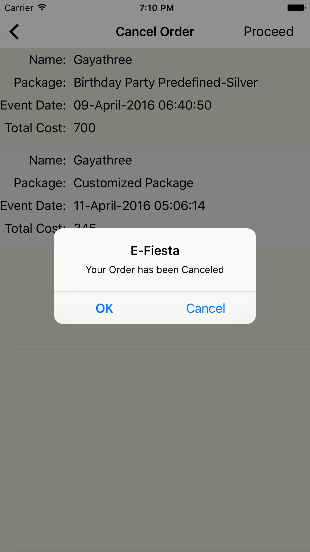 Carrier 7:10 PM
Cancel Order Proceed
Name: Gayathree
Package: Birthday Party Predefined-Silver
Event Date: 09-April-2016 06:40:50
Total Cost: 700
Name: Gayathree
Package: Customized Package
Event Date: 11-April-2016 05:06:14
Total Cost: 245
E-Fiesta
Your Order has been Canceled
OK Cancel